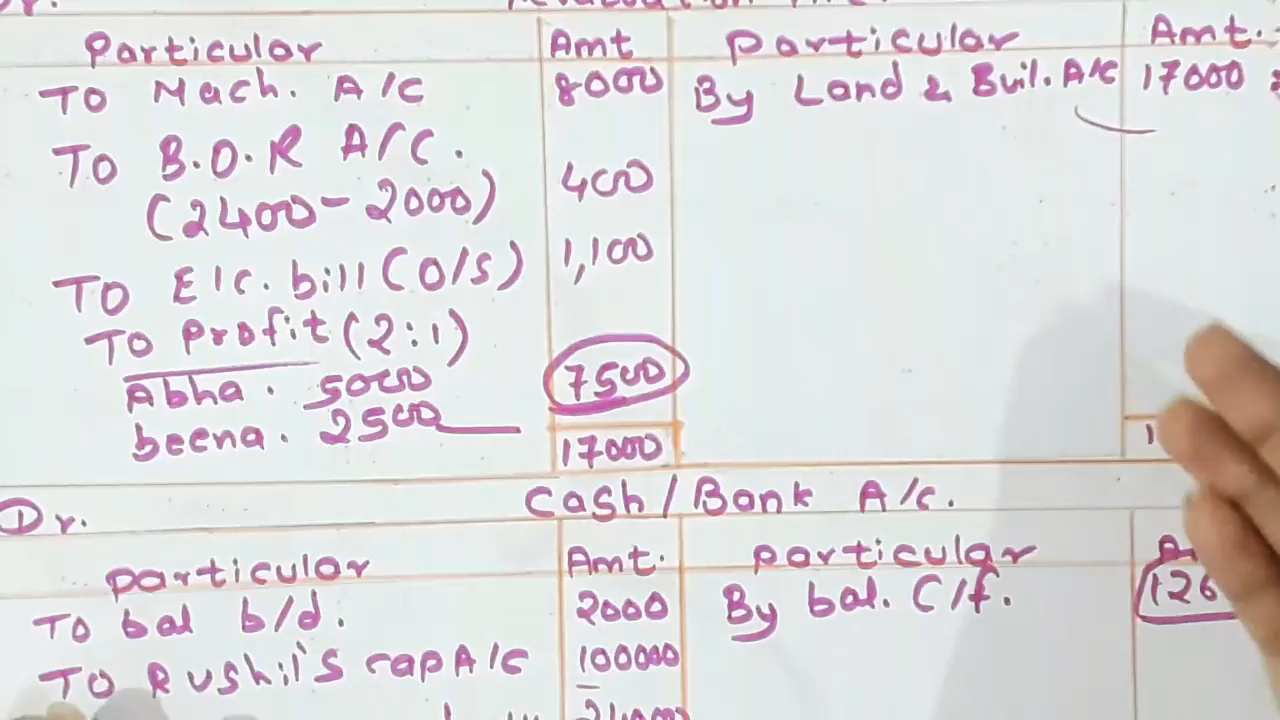 Particular Amt Particular Amt.
To Mach. A/C 8000 By Land & Buil. A/C 17000
To B.O.R A/C.
(2400-2000) 400
To Elc. bill (O/S) 1,100
To Profit (2:1)
Abha. 5000 7500
beena. 2500
17000
Dr. Cash/Bank A/c.
particular Amt. particular
To bal b/d. 2000 By bal. C/f.
To Rushil's cap A/c 100000